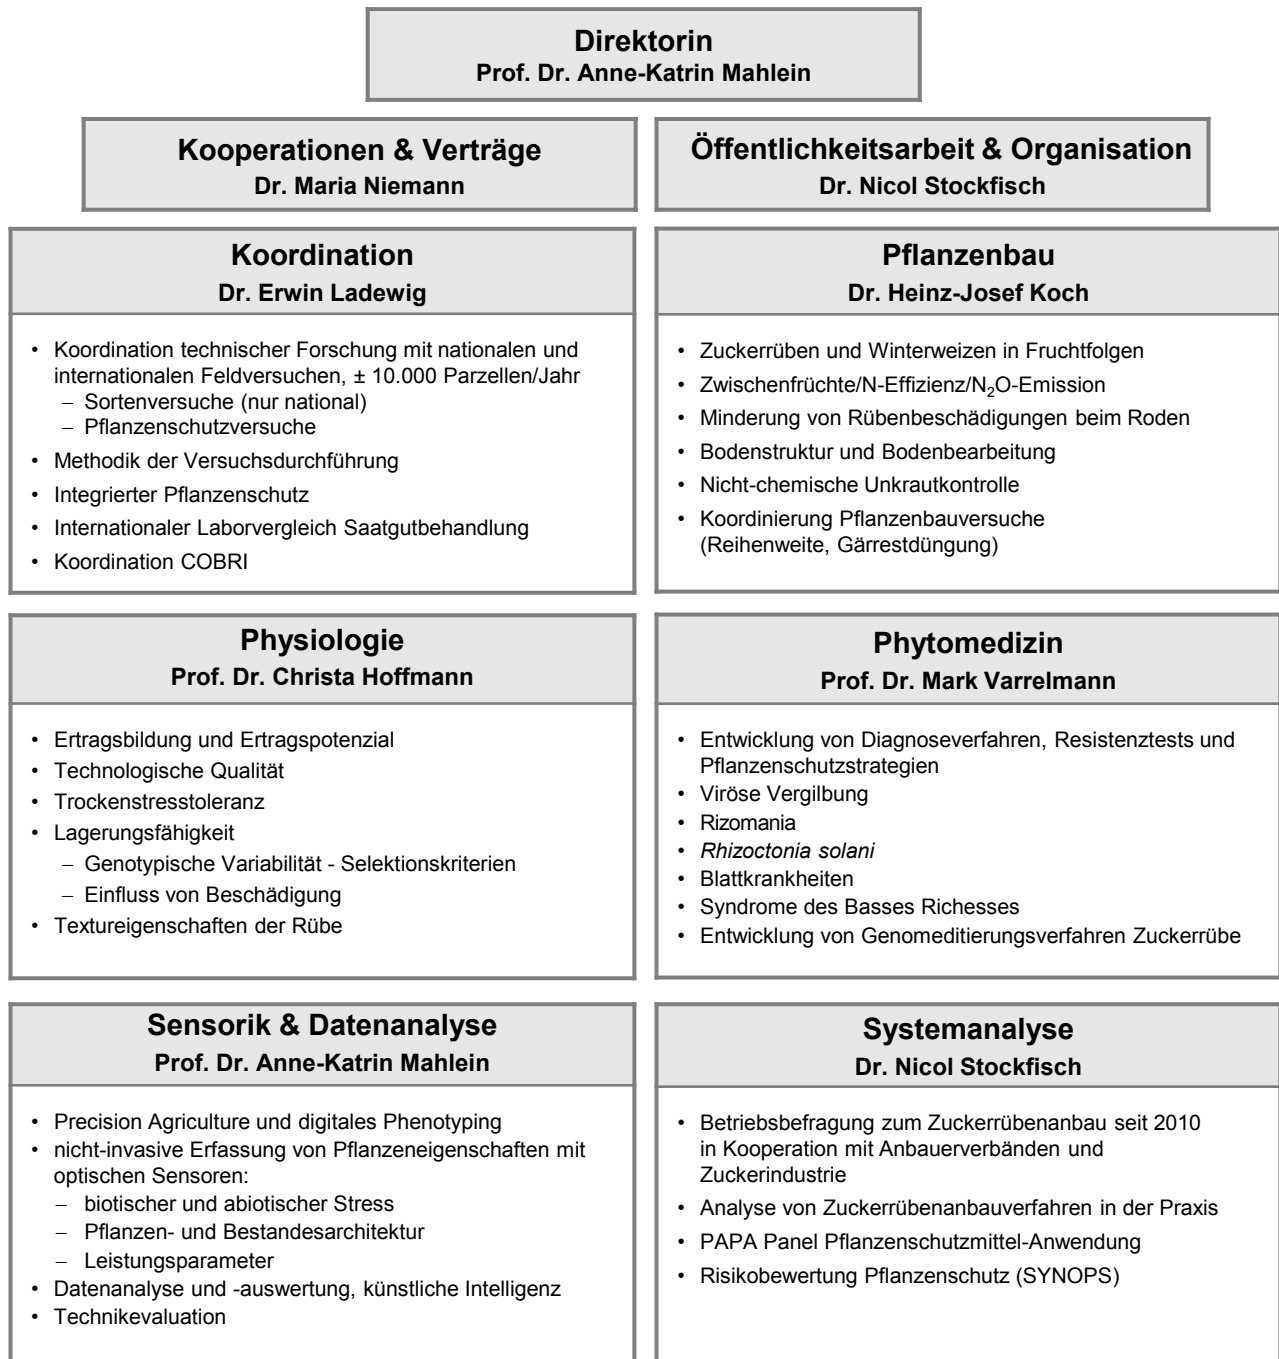 Direktorin
Prof. Dr. Anne-Katrin Mahlein
Kooperationen & Verträge
Dr. Maria Niemann
Öffentlichkeitsarbeit & Organisation
Dr. Nicol Stockfisch
Koordination
Dr. Erwin Ladewig
• Koordination technischer Forschung mit nationalen und
internationalen Feldversuchen, ± 10.000 Parzellen/Jahr
– Sortenversuche (nur national)
– Pflanzenschutzversuche
• Methodik der Versuchsdurchführung
• Integrierter Pflanzenschutz
• Internationaler Laborvergleich Saatgutbehandlung
• Koordination COBRI
Pflanzenbau
Dr. Heinz-Josef Koch
• Zuckerrüben und Winterweizen in Fruchtfolgen
• Zwischenfrüchte/N-Effizienz/N₂O-Emission
• Minderung von Rübenbeschädigungen beim Roden
• Bodenstruktur und Bodenbearbeitung
• Nicht-chemische Unkrautkontrolle
• Koordinierung Pflanzenbauversuche
(Reihenweite, Gärrestdüngung)
Physiologie
Prof. Dr. Christa Hoffmann
• Ertragsbildung und Ertragspotenzial
• Technologische Qualität
• Trockenstresstoleranz
• Lagerungsfähigkeit
– Genotypische Variabilität - Selektionskriterien
– Einfluss von Beschädigung
• Textureigenschaften der Rübe
Phytomedizin
Prof. Dr. Mark Varrelmann
• Entwicklung von Diagnoseverfahren, Resistenztests und
Pflanzenschutzstrategien
• Viröse Vergilbung
• Rizomania
• Rhizoctonia solani
• Blattkrankheiten
• Syndrome des Basses Richesses
• Entwicklung von Genomeditierungsverfahren Zuckerrübe
Sensorik & Datenanalyse
Prof. Dr. Anne-Katrin Mahlein
• Precision Agriculture und digitales Phenotyping
• nicht-invasive Erfassung von Pflanzeneigenschaften mit
optischen Sensoren:
– biotischer und abiotischer Stress
– Pflanzen- und Bestandesarchitektur
– Leistungsparameter
• Datenanalyse und -auswertung, künstliche Intelligenz
• Technikevaluation
Systemanalyse
Dr. Nicol Stockfisch
• Betriebsbefragung zum Zuckerrübenanbau seit 2010
in Kooperation mit Anbauerverbänden und
Zuckerindustrie
• Analyse von Zuckerrübenanbauverfahren in der Praxis
• PAPA Panel Pflanzenschutzmittel-Anwendung
• Risikobewertung Pflanzenschutz (SYNOPS)